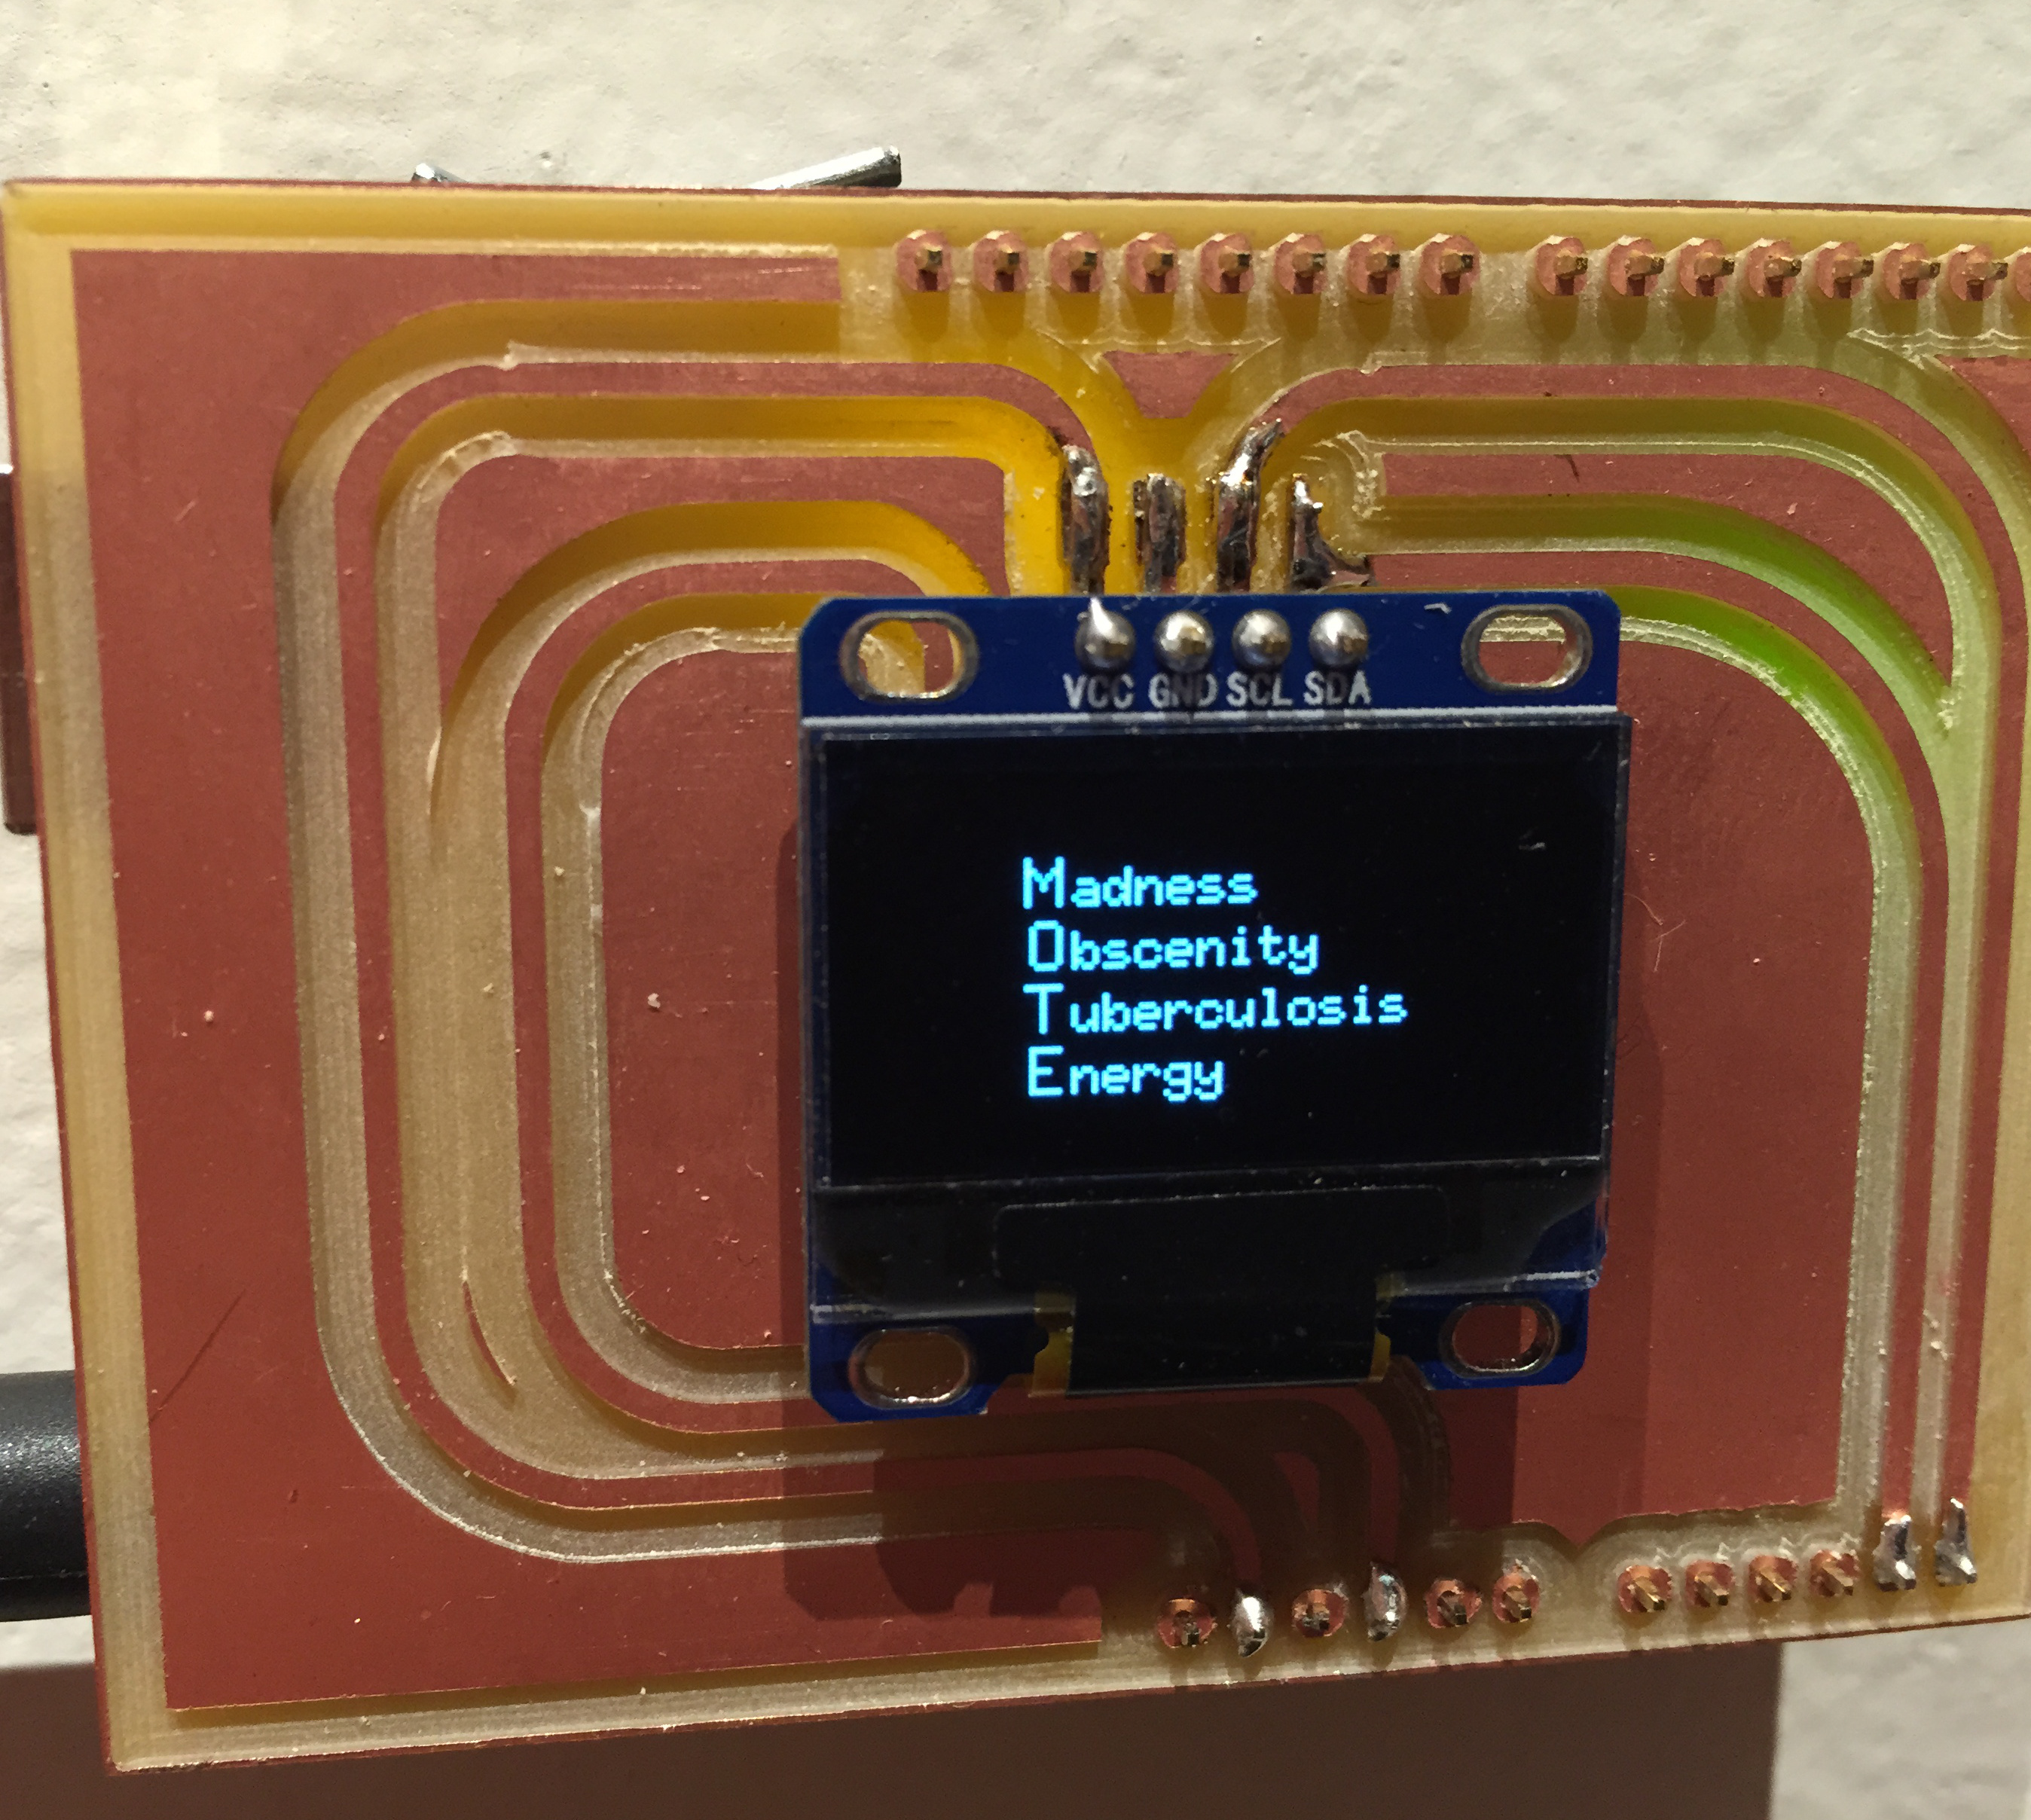 VCC GND SCL SDA
Madness
Obscenity
Tuberculosis
Energy